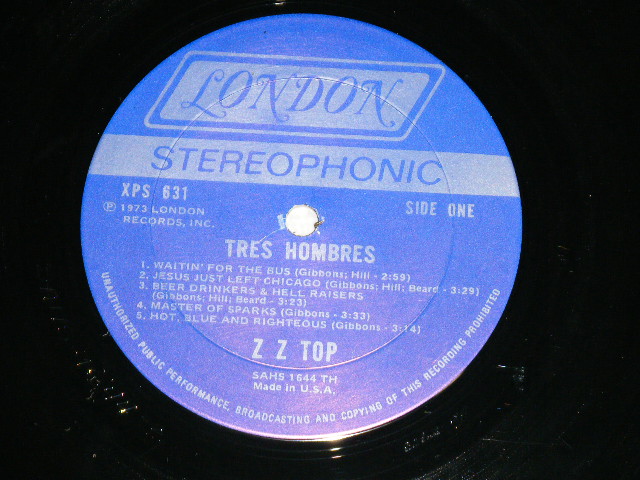 LONDON
STEREOPHONIC
XPS 631
SIDE ONE
℗ 1973 LONDON
RECORDS, INC.
TRES HOMBRES
1. WAITIN' FOR THE BUS (Gibbons; Hill - 2:59)
2. JESUS JUST LEFT CHICAGO (Gibbons; Hill; Beard - 3:29)
3. BEER DRINKERS & HELL RAISERS
(Gibbons; Hill; Beard - 3:23)
4. MASTER OF SPARKS (Gibbons - 3:33)
5. HOT, BLUE AND RIGHTEOUS (Gibbons - 3:14)
Z Z TOP
SAHS 1644 TH
Made in U.S.A.
UNAUTHORIZED PUBLIC PERFORMANCE, BROADCASTING AND COPYING OF THIS RECORDING PROHIBITED